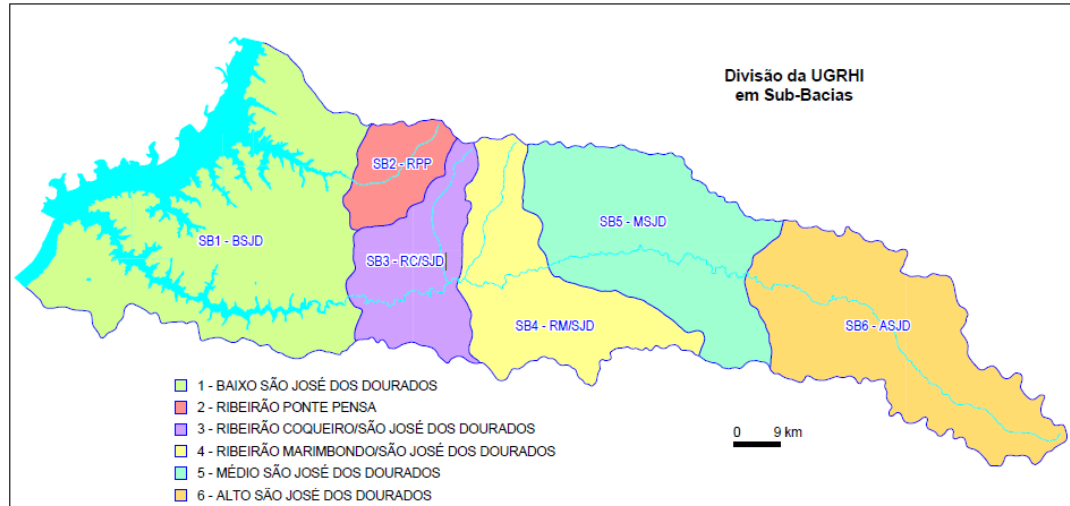 Divisão da UGRHI
em Sub-Bacias
SB2 - RPP
SB1 - BSJD
SB3 - RC/SJD
SB5 - MSJD
SB4 - RM/SJD
SB6 - ASJD
1 - BAIXO SÃO JOSÉ DOS DOURADOS
2 - RIBEIRÃO PONTE PENSA
3 - RIBEIRÃO COQUEIRO/SÃO JOSÉ DOS DOURADOS
4 - RIBEIRÃO MARIMBONDO/SÃO JOSÉ DOS DOURADOS
5 - MÉDIO SÃO JOSÉ DOS DOURADOS
6 - ALTO SÃO JOSÉ DOS DOURADOS
0 9 km